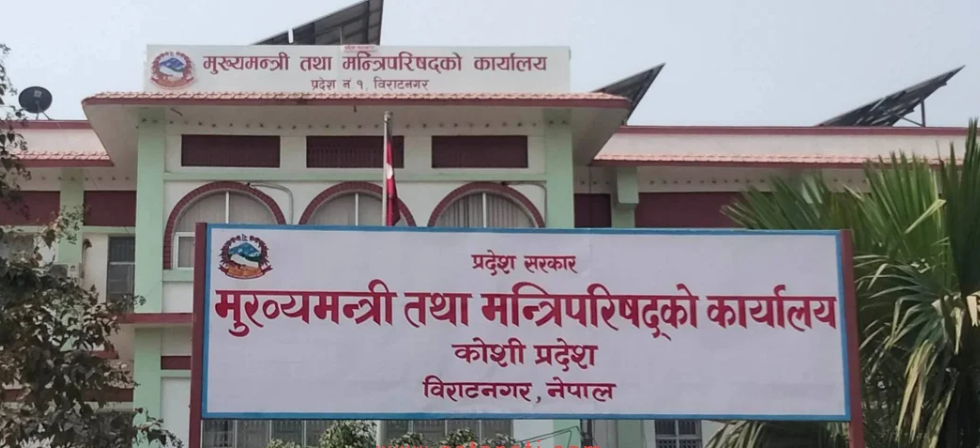 मुख्यमन्त्री तथा मन्त्रिपरिषद्को कार्यालय
प्रदेश नं १, विराटनगर
प्रदेश सरकार
मुख्यमन्त्री तथा मन्त्रिपरिषद्को कार्यालय
कोशी प्रदेश
विराटनगर, नेपाल